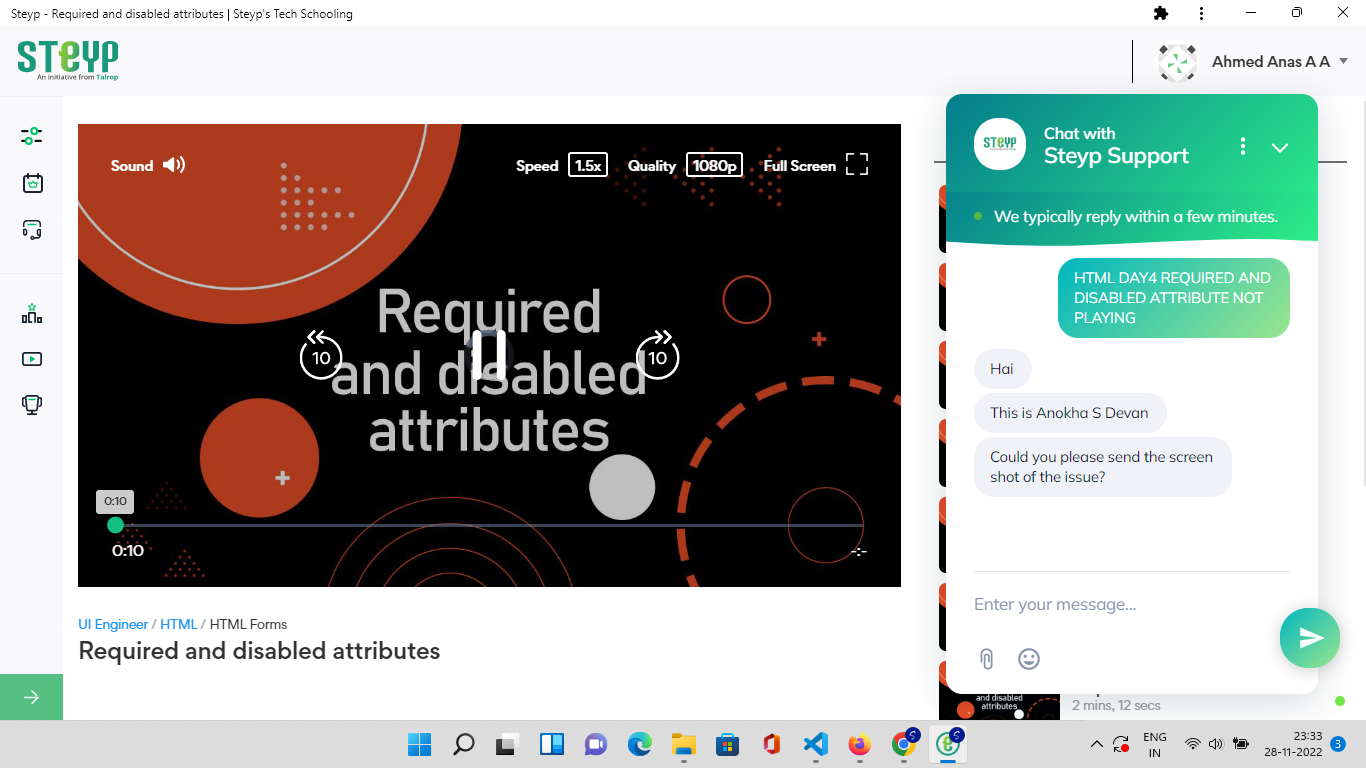 Steyp - Required and disabled attributes | Steyp's Tech Schooling
STEYP
An initiative from Talrop
Ahmed Anas A A
Sound
Speed 1.5x Quality 1080p Full Screen
Required
and disabled
attributes
10
10
0:10
0:10
-:-
UI Engineer / HTML / HTML Forms
Required and disabled attributes
STEYP
Chat with
Steyp Support
We typically reply within a few minutes.
HTML DAY4 REQUIRED AND
DISABLED ATTRIBUTE NOT
PLAYING
Hai
This is Anokha S Devan
Could you please send the screen
shot of the issue?
Enter your message...
and disabled
attributes
2 mins, 12 secs
ENG
IN
23:33
28-11-2022
3